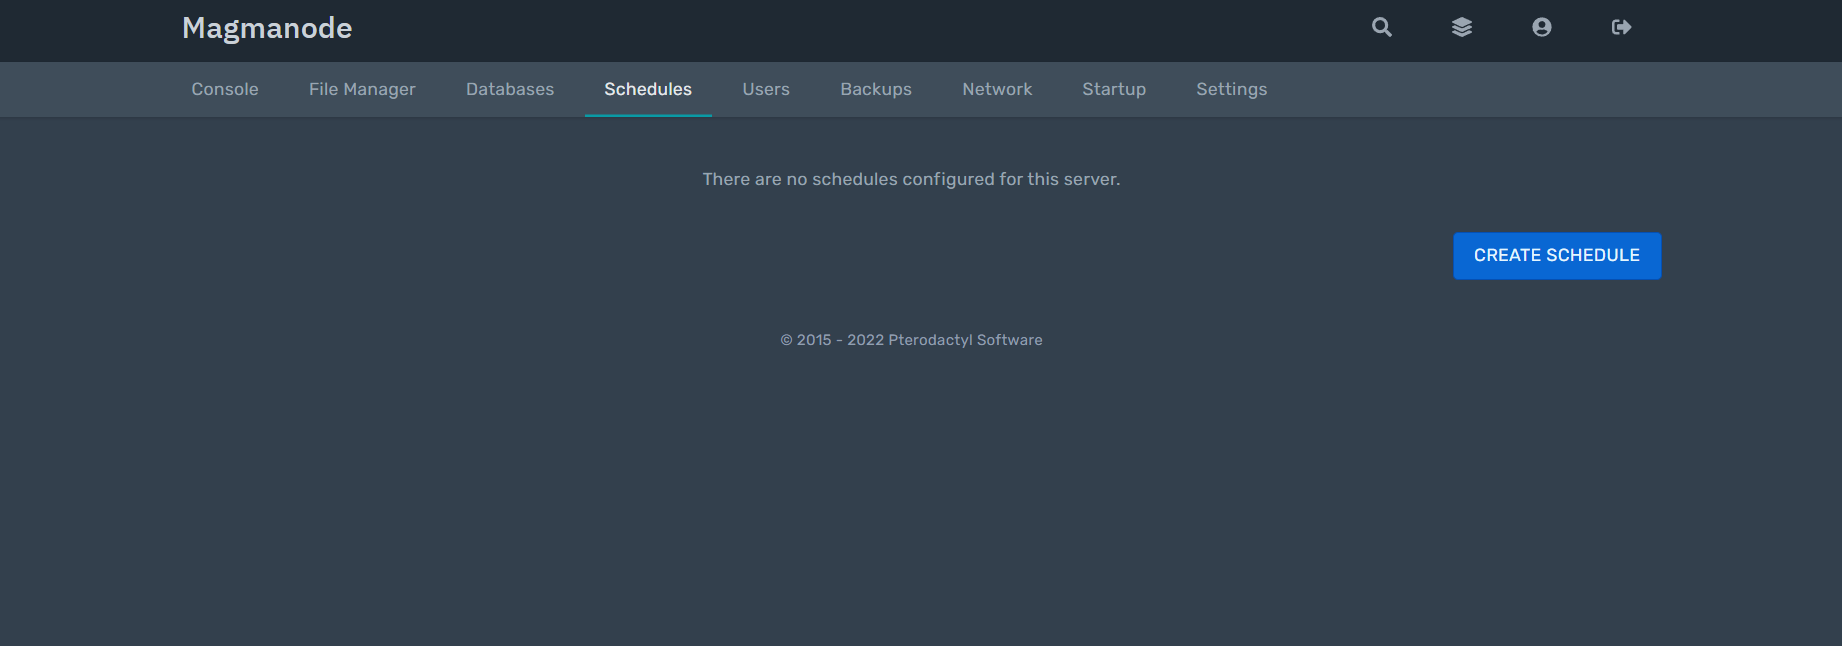 Magmanode
Console File Manager Databases Schedules Users Backups Network Startup Settings
There are no schedules configured for this server.
CREATE SCHEDULE
© 2015 - 2022 Pterodactyl Software